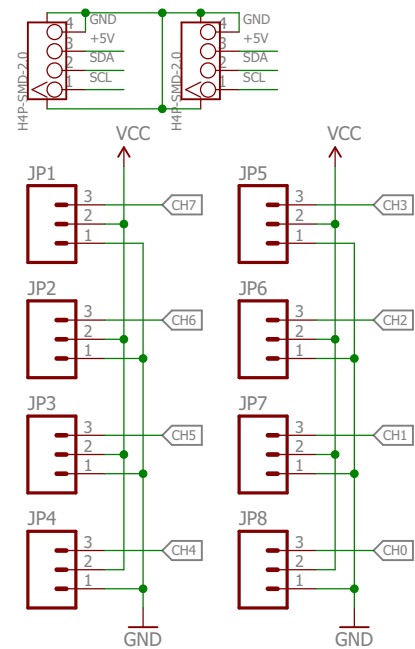 4 GND 4 GND
3 +5V 3 +5V
2 SDA 2 SDA
1 SCL 1 SCL
H4P-SMD-2.0 H4P-SMD-2.0
VCC VCC
JP1 JP5
3 CH7 3 CH3
2 2
1 1
JP2 JP6
3 CH6 3 CH2
2 2
1 1
JP3 JP7
3 CH5 3 CH1
2 2
1 1
JP4 JP8
3 CH4 3 CH0
2 2
1 1
GND GND